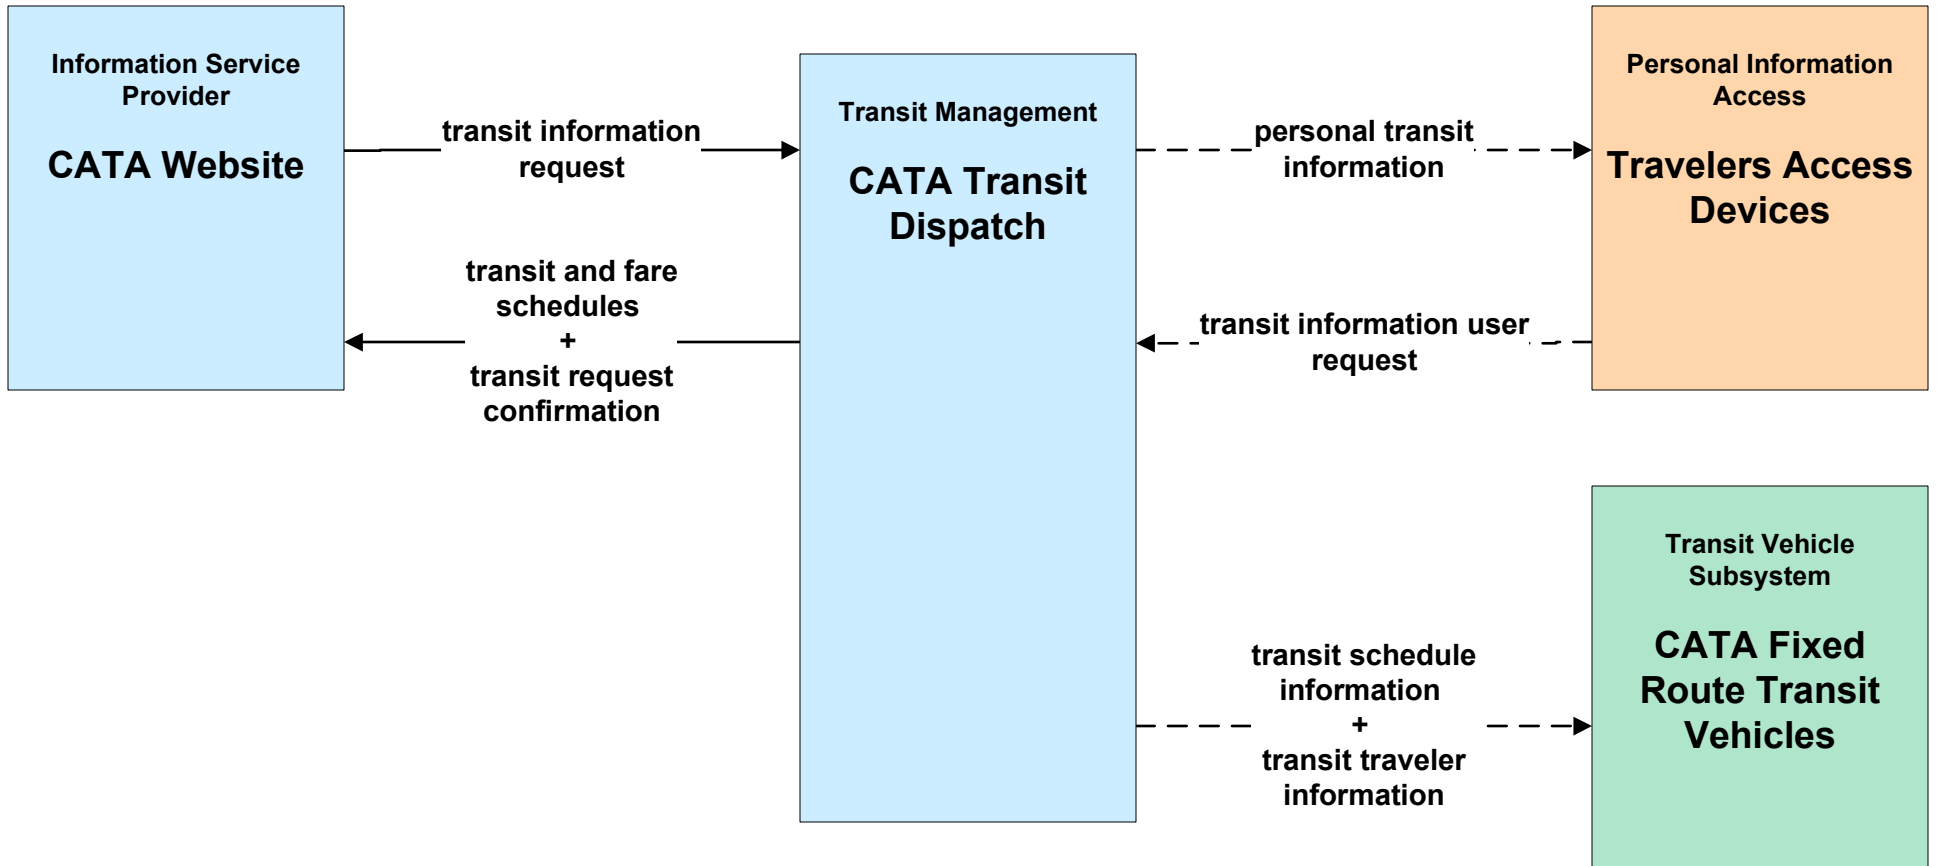 Information Service
Provider
CATA Website
transit information
request
transit and fare
schedules
+
transit request
confirmation
Transit Management
CATA Transit
Dispatch
personal transit
information
transit information user
request
Personal Information
Access
Travelers Access
Devices
transit schedule
information
+
transit traveler
information
Transit Vehicle
Subsystem
CATA Fixed
Route Transit
Vehicles